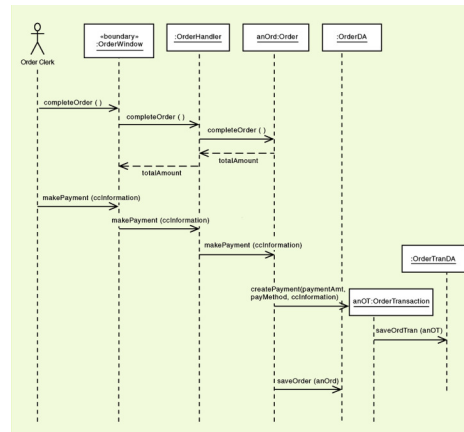 «boundary»
:OrderWindow
:OrderHandler
anOrd:Order
:OrderDA
Order Clerk
completeOrder ( )
completeOrder ( )
completeOrder ( )
totalAmount
totalAmount
makePayment (ccInformation)
makePayment (ccInformation)
makePayment (ccInformation)
:OrderTranDA
createPayment(paymentAmt,
payMethod, ccInformation)
anOT:OrderTransaction
saveOrdTran (anOT)
saveOrder (anOrd)